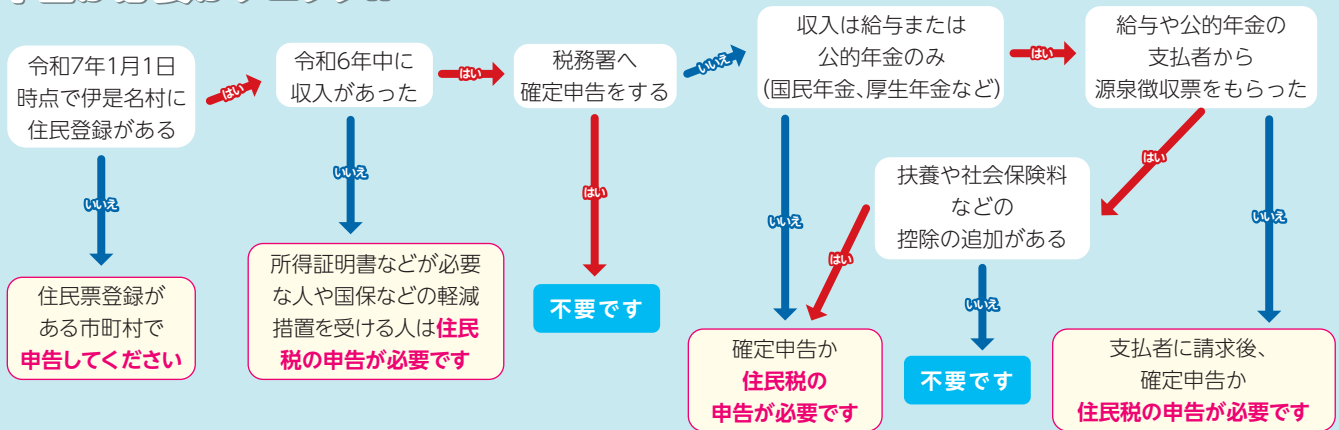 令和7年1月1日
時点で伊是名村に
住民登録がある
はい
いいえ
住民票登録が
ある市町村で
申告してください
令和6年中に
収入があった
はい
いいえ
所得証明書などが必要
な人や国保などの軽減
措置を受ける人は住民
税の申告が必要です
税務署へ
確定申告をする
いいえ
はい
不要です
収入は給与または
公的年金のみ
(国民年金、厚生年金など)
はい
いいえ
確定申告か
住民税の
申告が必要です
給与や公的年金の
支払者から
源泉徴収票をもらった
はい
いいえ
扶養や社会保険料
などの
控除の追加がある
はい
いいえ
不要です
支払者に請求後、
確定申告か
住民税の申告が必要です